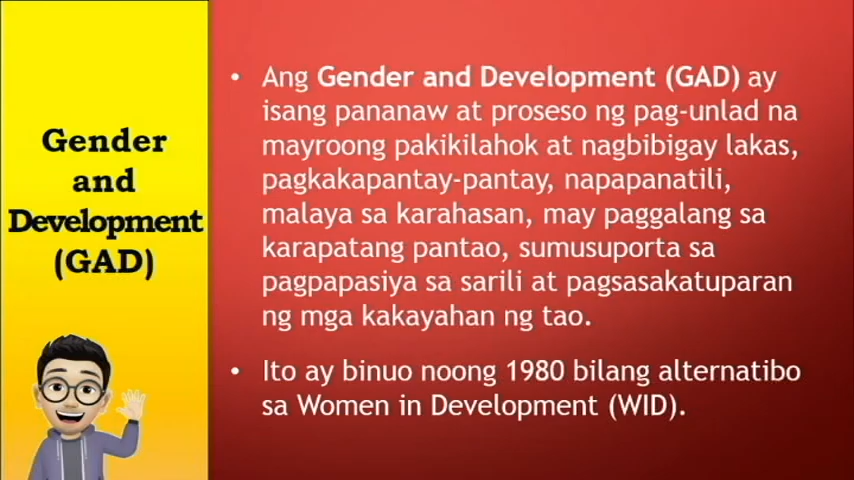 Gender
and
Development
(GAD)
• Ang Gender and Development (GAD) ay
isang pananaw at proseso ng pag-unlad na
mayroong pakikilahok at nagbibigay lakas,
pagkakapantay-pantay, napapanatili,
malaya sa karahasan, may paggalang sa
karapatang pantao, sumusuporta sa
pagpapasiya sa sarili at pagsasakatuparan
ng mga kakayahan ng tao.
• Ito ay binuo noong 1980 bilang alternatibo
sa Women in Development (WID).